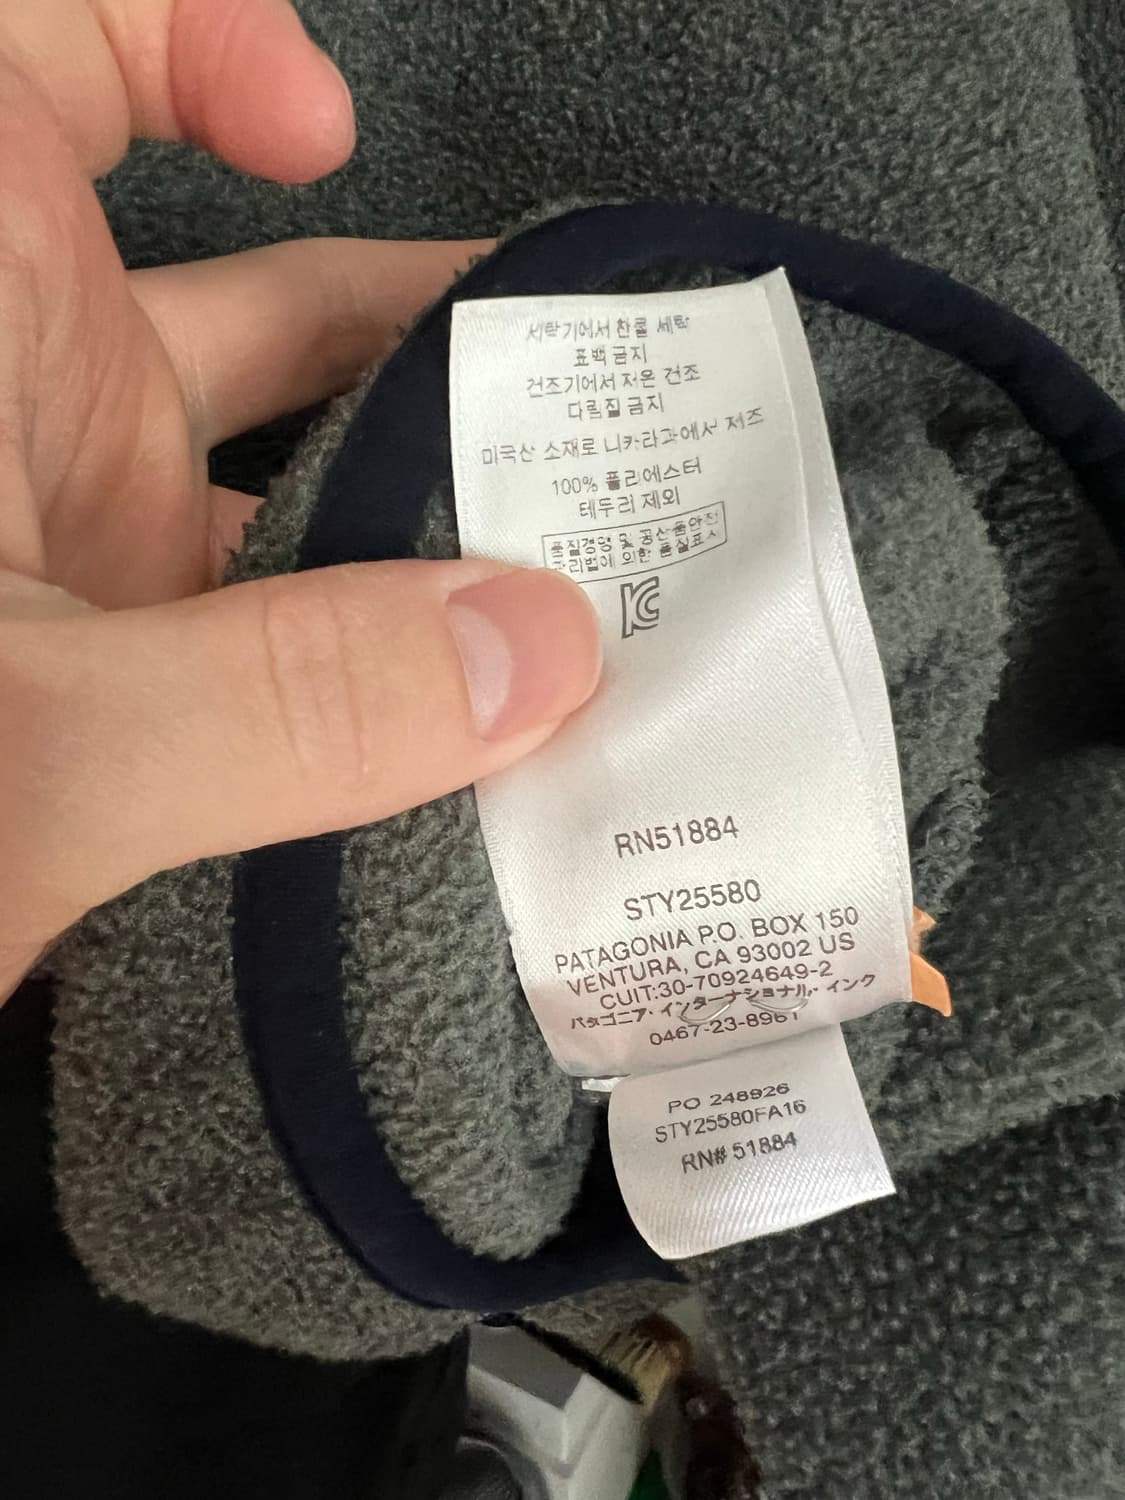 세탁기에서 찬물 세탁
표백 금지
건조기에서 저온 건조
다림질 금지
미국산 소재로 니카라과에서 제조
100% 폴리에스터
테두리 제외
품질경영 및 공산품안전
관리법에 의한 품질표시
KC
RN51884
STY25580
PATAGONIA P.O. BOX 150
VENTURA, CA 93002 US
CUIT:30-70924649-2
パタゴニア・インターナショナル・インク
0467-23-8961
PO 248926
STY25580FA16
RN# 51884